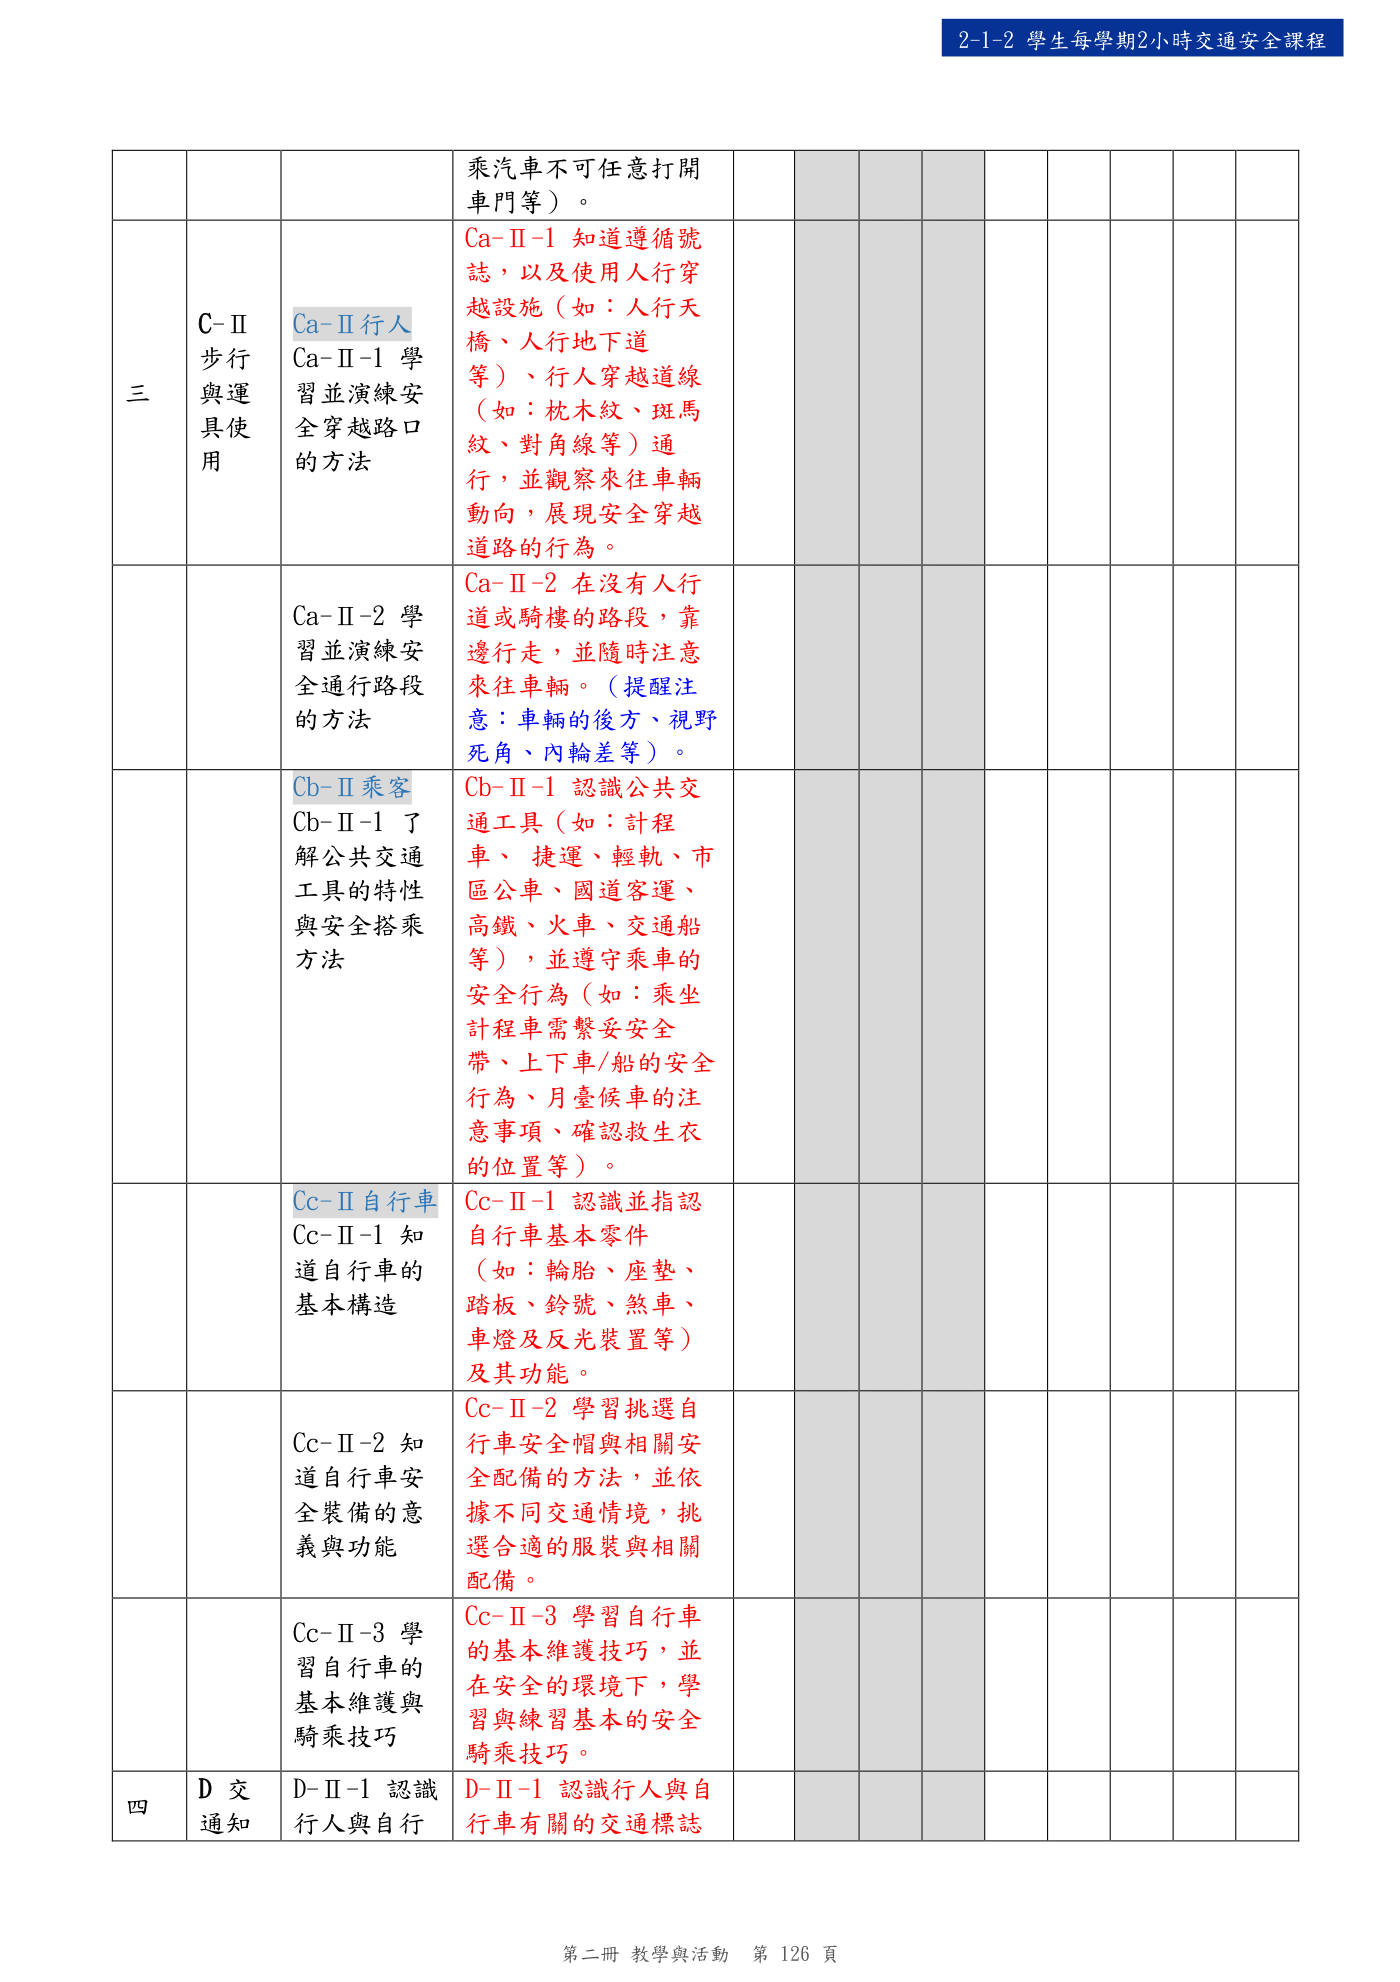 2-1-2 學生每學期2小時交通安全課程
乘汽車不可任意打開
車門等）。
三
C-Ⅱ
步行
與運
具使
用
Ca-Ⅱ行人
Ca-Ⅱ-1 學
習並演練安
全穿越路口
的方法
Ca-Ⅱ-1 知道遵循號
誌，以及使用人行穿
越設施（如：人行天
橋、人行地下道
等）、行人穿越道線
（如：枕木紋、斑馬
紋、對角線等）通
行，並觀察來往車輛
動向，展現安全穿越
道路的行為。
Ca-Ⅱ-2 學
習並演練安
全通行路段
的方法
Ca-Ⅱ-2 在沒有人行
道或騎樓的路段，靠
邊行走，並隨時注意
來往車輛。（提醒注
意：車輛的後方、視野
死角、內輪差等）。
Cb-Ⅱ乘客
Cb-Ⅱ-1 了
解公共交通
工具的特性
與安全搭乘
方法
Cb-Ⅱ-1 認識公共交
通工具（如：計程
車、 捷運、輕軌、市
區公車、國道客運、
高鐵、火車、交通船
等），並遵守乘車的
安全行為（如：乘坐
計程車需繫妥安全
帶、上下車/船的安全
行為、月臺候車的注
意事項、確認救生衣
的位置等）。
Cc-Ⅱ自行車
Cc-Ⅱ-1 知
道自行車的
基本構造
Cc-Ⅱ-1 認識並指認
自行車基本零件
（如：輪胎、座墊、
踏板、鈴號、煞車、
車燈及反光裝置等）
及其功能。
Cc-Ⅱ-2 知
道自行車安
全裝備的意
義與功能
Cc-Ⅱ-2 學習挑選自
行車安全帽與相關安
全配備的方法，並依
據不同交通情境，挑
選合適的服裝與相關
配備。
Cc-Ⅱ-3 學
習自行車的
基本維護與
騎乘技巧
Cc-Ⅱ-3 學習自行車
的基本維護技巧，並
在安全的環境下，學
習與練習基本的安全
騎乘技巧。
四
D 交
通知
D-Ⅱ-1 認識
行人與自行
D-Ⅱ-1 認識行人與自
行車有關的交通標誌
第二冊 教學與活動 第 126 頁